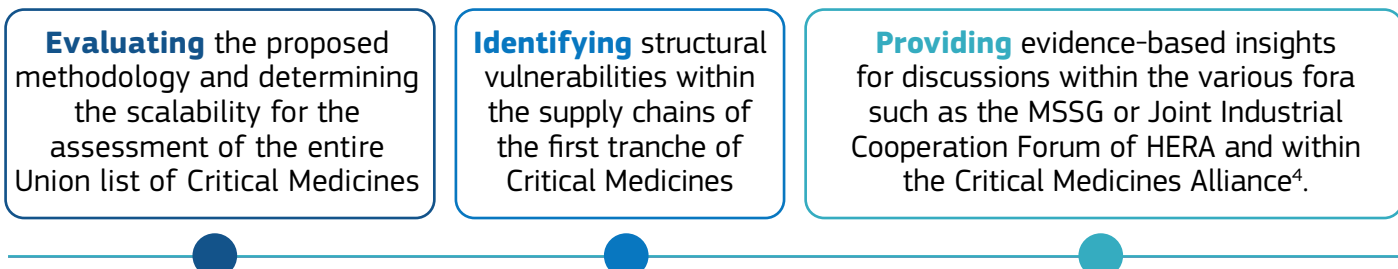 Evaluating the proposed
methodology and determining
the scalability for the
assessment of the entire
Union list of Critical Medicines
Identifying structural
vulnerabilities within
the supply chains of
the first tranche of
Critical Medicines
Providing evidence-based insights
for discussions within the various fora
such as the MSSG or Joint Industrial
Cooperation Forum of HERA and within
the Critical Medicines Alliance⁴.